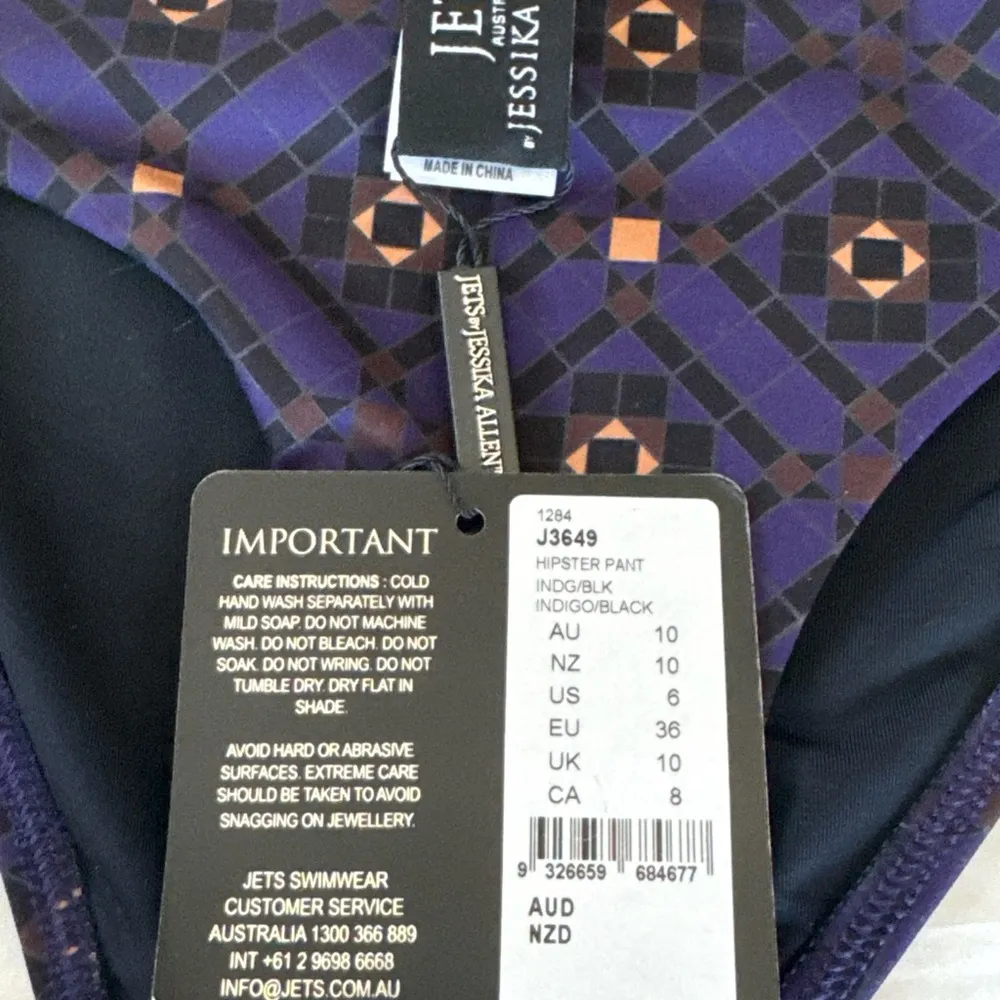 BY JESSIKA
MADE IN CHINA
JETS BY JESSIKA ALLEN
IMPORTANT
CARE INSTRUCTIONS : COLD
HAND WASH SEPARATELY WITH
MILD SOAP. DO NOT MACHINE
WASH. DO NOT BLEACH. DO NOT
SOAK. DO NOT WRING. DO NOT
TUMBLE DRY. DRY FLAT IN
SHADE.
AVOID HARD OR ABRASIVE
SURFACES. EXTREME CARE
SHOULD BE TAKEN TO AVOID
SNAGGING ON JEWELLERY.
JETS SWIMWEAR
CUSTOMER SERVICE
AUSTRALIA 1300 366 889
INT +61 2 9698 6668
INFO@JETS.COM.AU
1284
J3649
HIPSTER PANT
INDG/BLK
INDIGO/BLACK
AU 10
NZ 10
US 6
EU 36
UK 10
CA 8
9 326659 684677
AUD
NZD